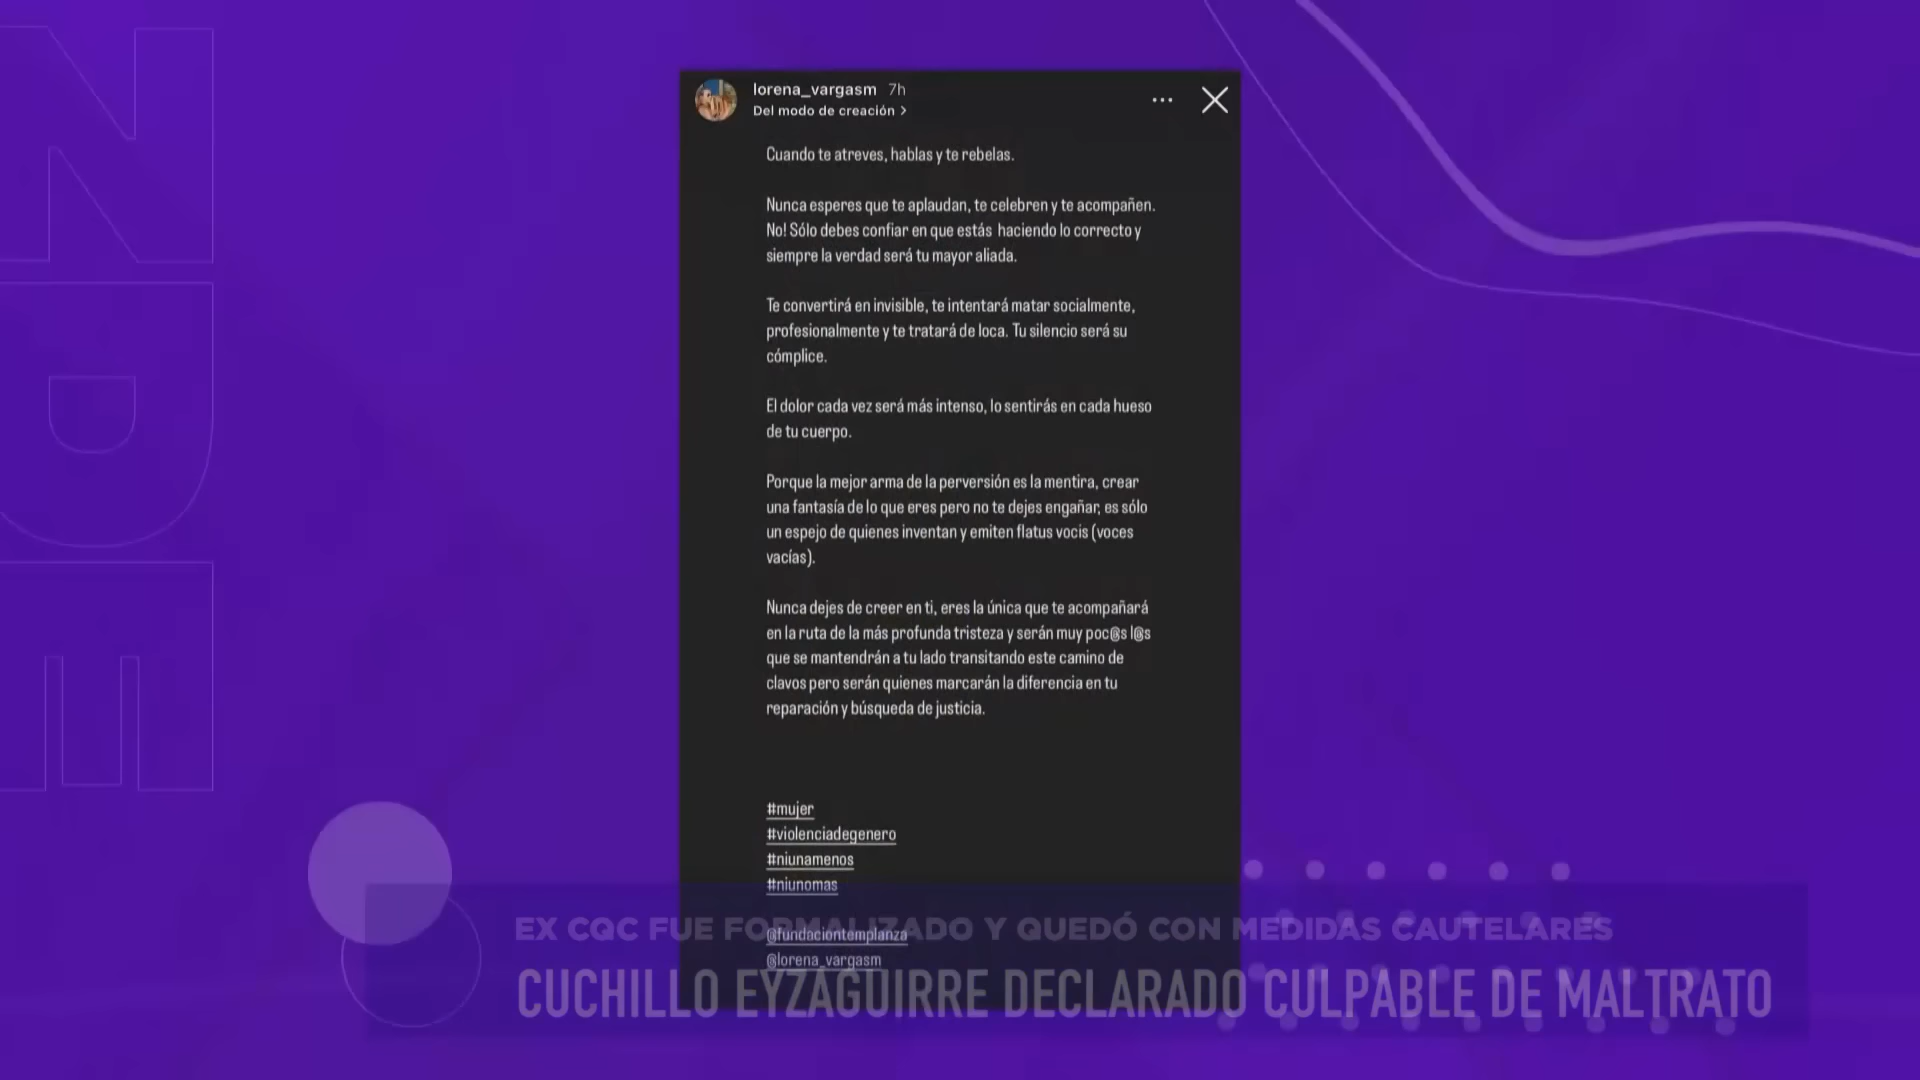 ZPE
lorena_vargasm 7h
Del modo de creación >
Cuando te atreves, hablas y te rebelas.
Nunca esperes que te aplaudan, te celebren y te acompañen.
No! Sólo debes confiar en que estás haciendo lo correcto y
siempre la verdad será tu mayor aliada.
Te convertirá en invisible, te intentará matar socialmente,
profesionalmente y te tratará de loca. Tu silencio será su
cómplice.
El dolor cada vez será más intenso, lo sentirás en cada hueso
de tu cuerpo.
Porque la mejor arma de la perversión es la mentira, crear
una fantasía de lo que eres pero no te dejes engañar, es sólo
un espejo de quienes inventan y emiten flatus vocis (voces
vacías).
Nunca dejes de creer en ti, eres la única que te acompañará
en la ruta de la más profunda tristeza y serán muy poc@s l@s
que se mantendrán a tu lado transitando este camino de
clavos pero serán quienes marcarán la diferencia en tu
reparación y búsqueda de justicia.
#mujer
#violenciadegenero
#niunamenos
#niunomas
@fundaciontemplanza
@lorena_vargasm
EX CQC FUE FORMALIZADO Y QUEDÓ CON MEDIDAS CAUTELARES
CUCHILLO EYZAGUIRRE DECLARADO CULPABLE DE MALTRATO